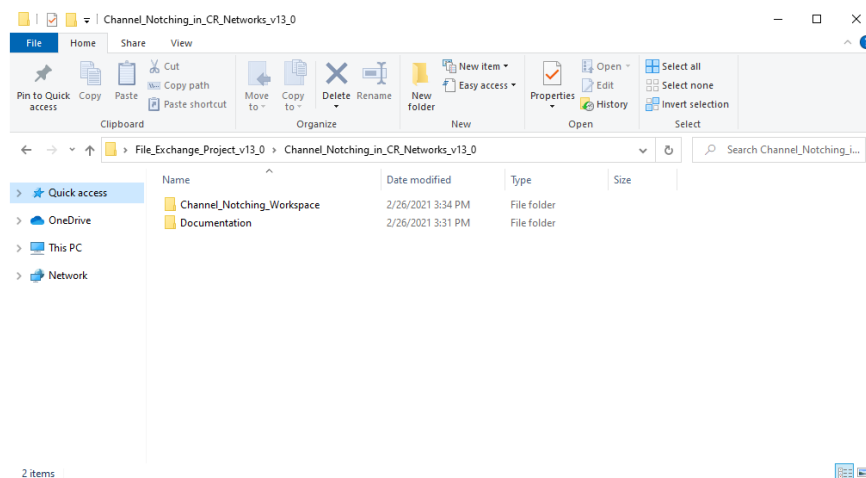 Channel_Notching_in_CR_Networks_v13_0
File Home Share View
Pin to Quick access
Copy
Paste
Cut
Copy path
Paste shortcut
Clipboard
Move to
Copy to
Delete
Rename
Organize
New folder
New item
Easy access
New
Properties
Open
Edit
History
Open
Select all
Select none
Invert selection
Select
File_Exchange_Project_v13_0 > Channel_Notching_in_CR_Networks_v13_0
Search Channel_Notching_i...
Quick access
OneDrive
This PC
Network
Name Date modified Type Size
Channel_Notching_Workspace 2/26/2021 3:34 PM File folder
Documentation 2/26/2021 3:31 PM File folder
2 items